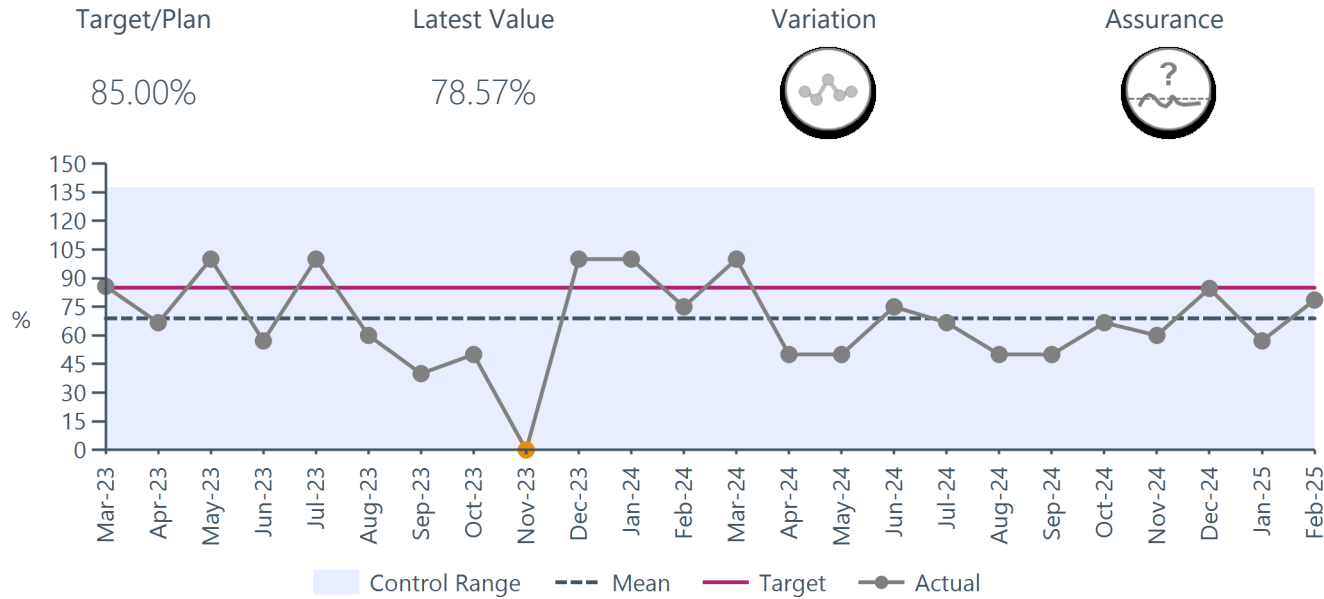 Target/Plan
Latest Value
Variation
Assurance
85.00%
78.57%
?
150
135
120
105
90
75
60
45
30
15
0
%
Mar-23
Apr-23
May-23
Jun-23
Jul-23
Aug-23
Sep-23
Oct-23
Nov-23
Dec-23
Jan-24
Feb-24
Mar-24
Apr-24
May-24
Jun-24
Jul-24
Aug-24
Sep-24
Oct-24
Nov-24
Dec-24
Jan-25
Feb-25
Control Range
Mean
Target
Actual